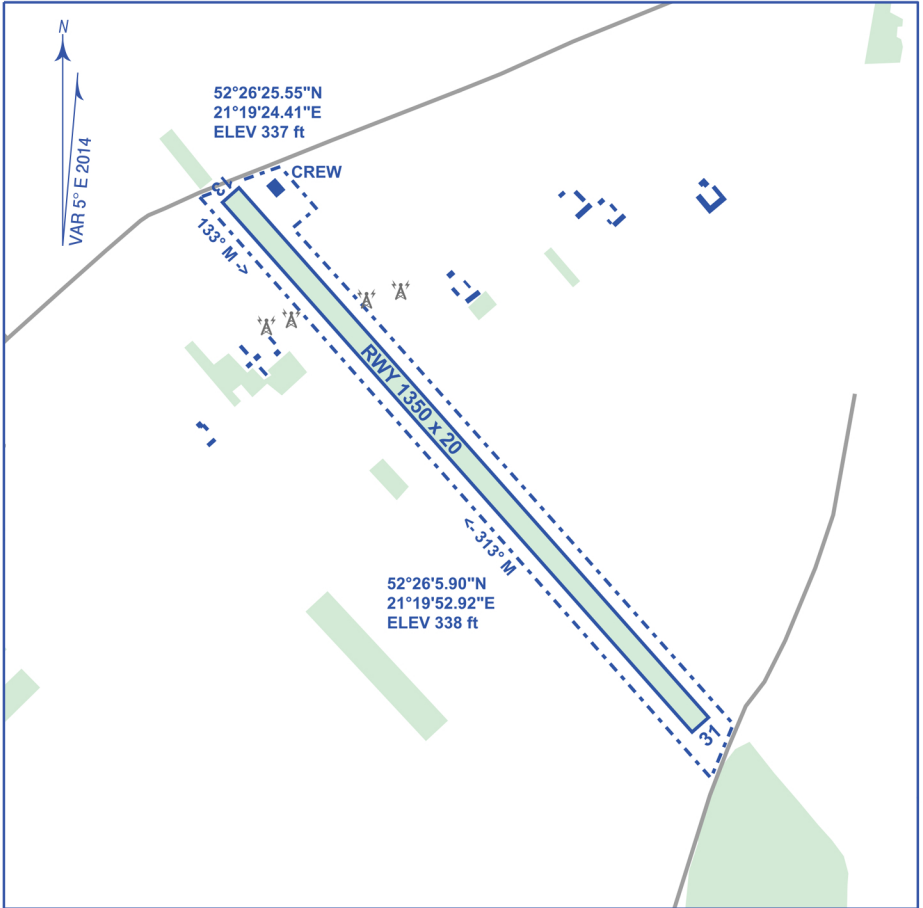 N
VAR 5° E 2014
52°26'25.55"N
21°19'24.41"E
ELEV 337 ft
CREW
13
133° M ->
RWY 1350 x 20
<- 313° M
52°26'5.90"N
21°19'52.92"E
ELEV 338 ft
31